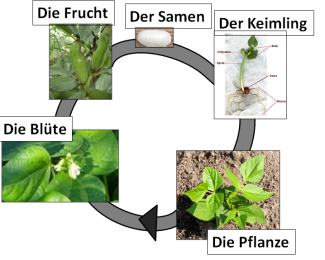 Die Frucht
Der Samen
Der Keimling
Die Blüte
Die Pflanze